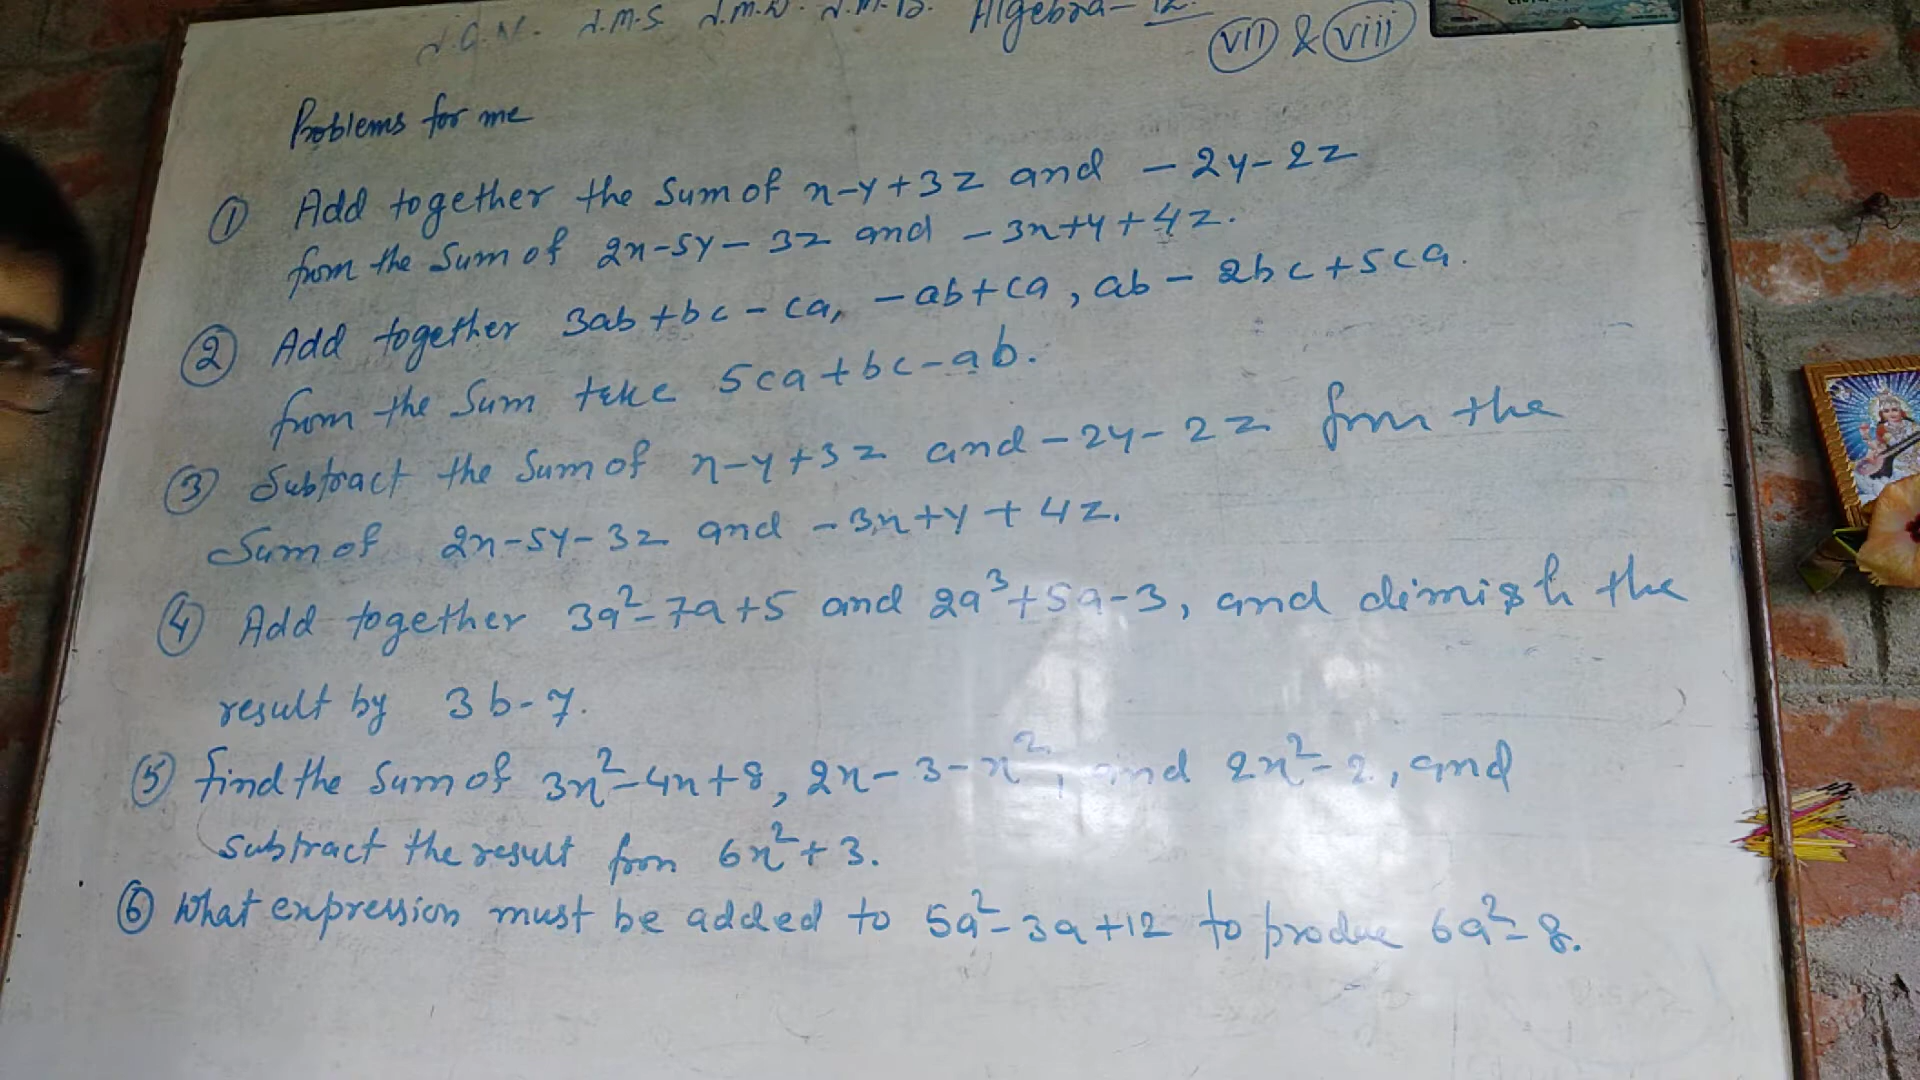 N.M.S. Algebra-12.
VII & VIII
Problems for me
① Add together the Sum of x-y+3z and -2y-2z
from the Sum of 2x-5y-3z and -3x+y+4z.
② Add together 3ab+bc-ca, -ab+ca, ab-2bc+5ca.
from the Sum take 5ca+bc-ab.
③ Subtract the Sum of x-y+3z and -2y-2z from the
Sum of 2x-5y-3z and -3x+y+4z.
④ Add together 3a²-7a+5 and 2a³+5a-3, and dimish the
result by 3b-7.
⑤ find the Sum of 3x²-4x+8, 2x-3-x², and 2x²-2, and
subtract the result from 6x²+3.
⑥ What expression must be added to 5a²-3a+12 to produe 6a²-8.